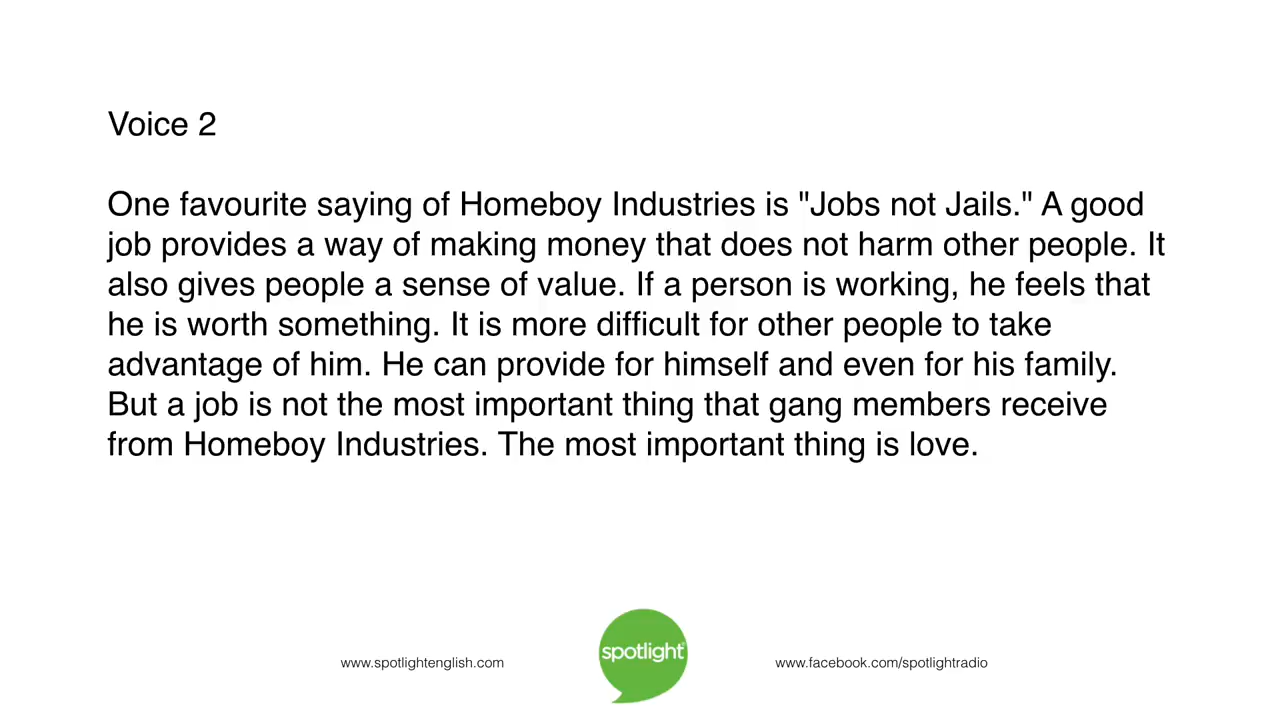 Voice 2
One favourite saying of Homeboy Industries is "Jobs not Jails." A good
job provides a way of making money that does not harm other people. It
also gives people a sense of value. If a person is working, he feels that
he is worth something. It is more difficult for other people to take
advantage of him. He can provide for himself and even for his family.
But a job is not the most important thing that gang members receive
from Homeboy Industries. The most important thing is love.
www.spotlightenglish.com
spotlight®
www.facebook.com/spotlightradio